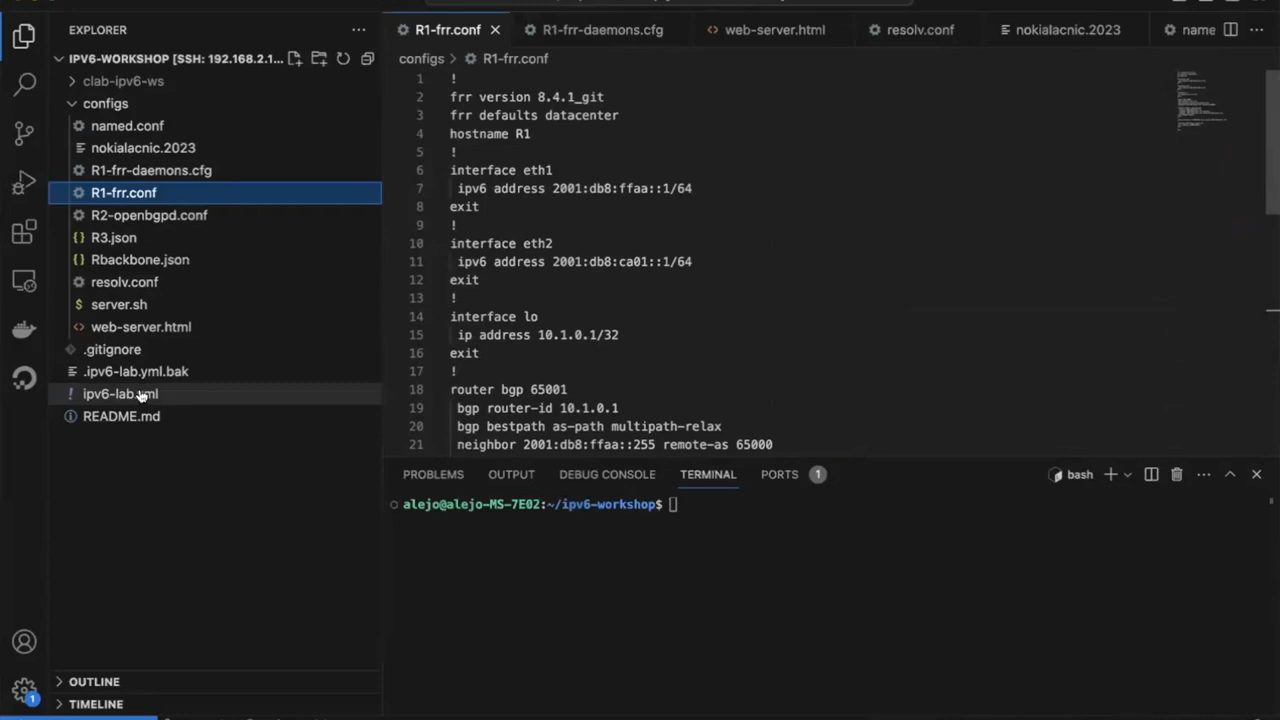 EXPLORER
IPV6-WORKSHOP [SSH: 192.168.2.1...
clab-ipv6-ws
configs
named.conf
nokialacnic.2023
R1-frr-daemons.cfg
R1-frr.conf
R2-openbgpd.conf
R3.json
Rbackbone.json
resolv.conf
server.sh
web-server.html
.gitignore
.ipv6-lab.yml.bak
ipv6-lab.yml
README.md
OUTLINE
TIMELINE
1
R1-frr.conf
R1-frr-daemons.cfg
web-server.html
resolv.conf
nokialacnic.2023
name
configs > R1-frr.conf
1 !
2 frr version 8.4.1_git
3 frr defaults datacenter
4 hostname R1
5 !
6 interface eth1
7 ipv6 address 2001:db8:ffaa::1/64
8 exit
9 !
10 interface eth2
11 ipv6 address 2001:db8:ca01::1/64
12 exit
13 !
14 interface lo
15 ip address 10.1.0.1/32
16 exit
17 !
18 router bgp 65001
19 bgp router-id 10.1.0.1
20 bgp bestpath as-path multipath-relax
21 neighbor 2001:db8:ffaa::255 remote-as 65000
PROBLEMS OUTPUT DEBUG CONSOLE TERMINAL PORTS 1
bash
alejo@alejo-MS-7E02:~/ipv6-workshop$